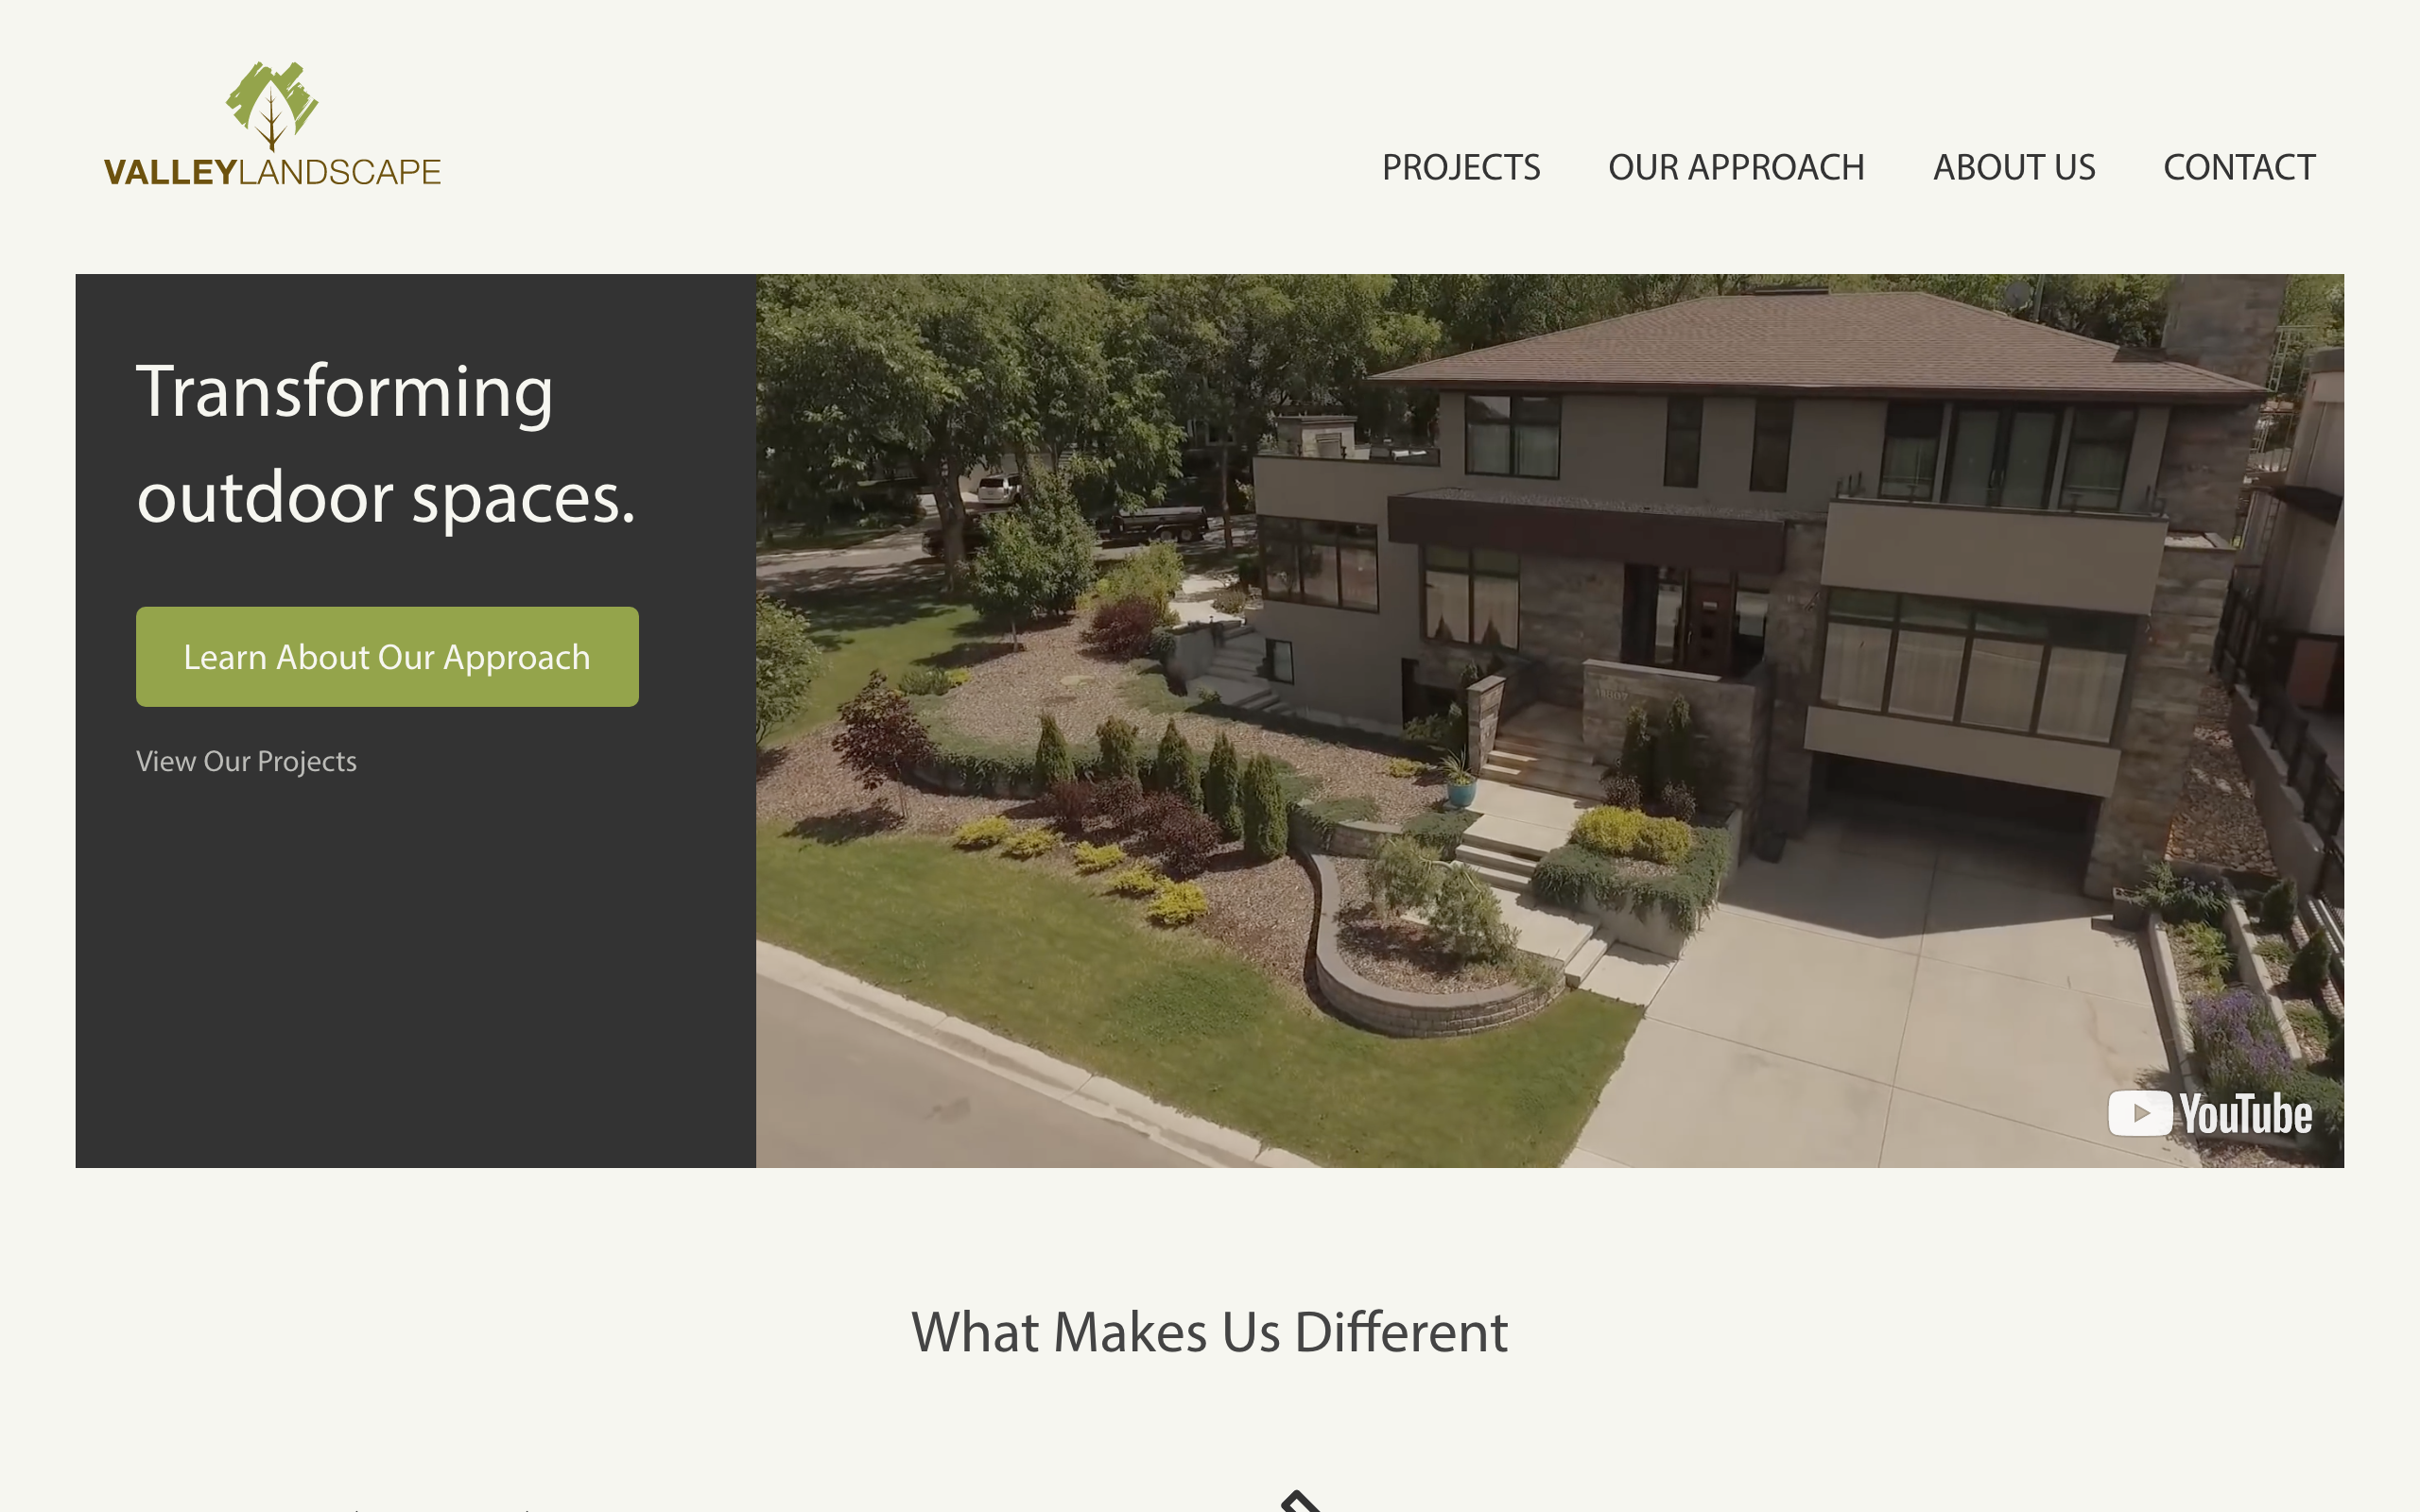 VALLEYLANDSCAPE
PROJECTS
OUR APPROACH
ABOUT US
CONTACT
Transforming
outdoor spaces.
Learn About Our Approach
View Our Projects
YouTube
What Makes Us Different